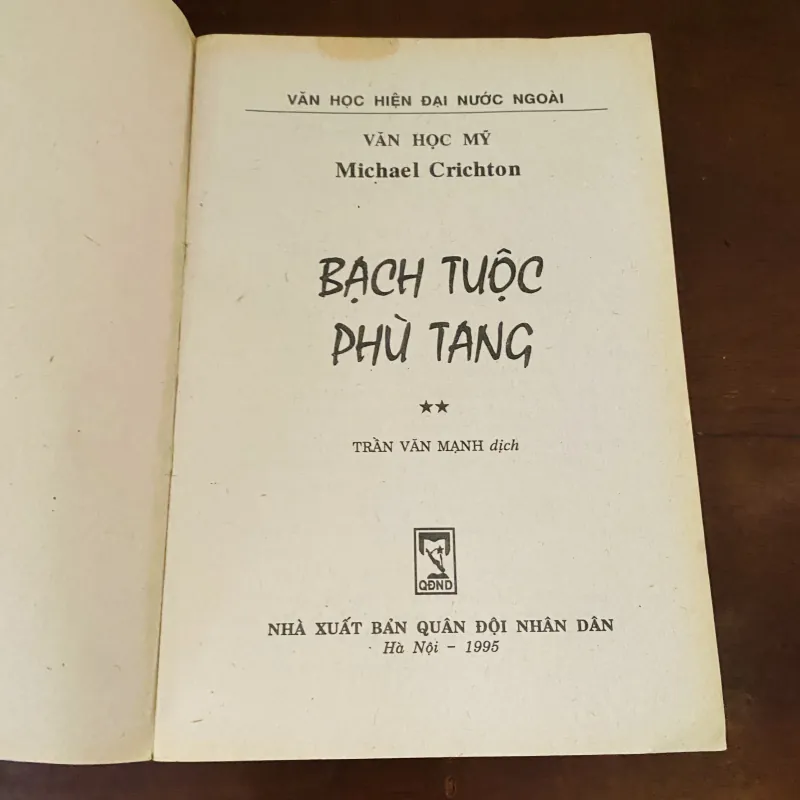 VĂN HỌC HIỆN ĐẠI NƯỚC NGOÀI
VĂN HỌC MỸ
Michael Crichton
BẠCH TUỘC
PHÙ TANG
★★
TRẦN VĂN MẠNH dịch
QĐND
NHÀ XUẤT BẢN QUÂN ĐỘI NHÂN DÂN
Hà Nội - 1995